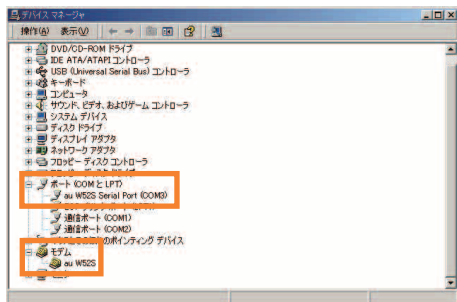 デバイス マネージャ
操作(A) 表示(V)
DVD/CD-ROM ドライブ
IDE ATA/ATAPI コントローラ
USB (Universal Serial Bus) コントローラ
キーボード
コンピュータ
サウンド、ビデオ、およびゲーム コントローラ
システム デバイス
ディスク ドライブ
ディスプレイ アダプタ
ネットワーク アダプタ
フロッピー ディスク コントローラ
ポート (COM と LPT)
au W52S Serial Port (COM3)
通信ポート (COM1)
通信ポート (COM2)
のポインティング デバイス
モデム
au W52S